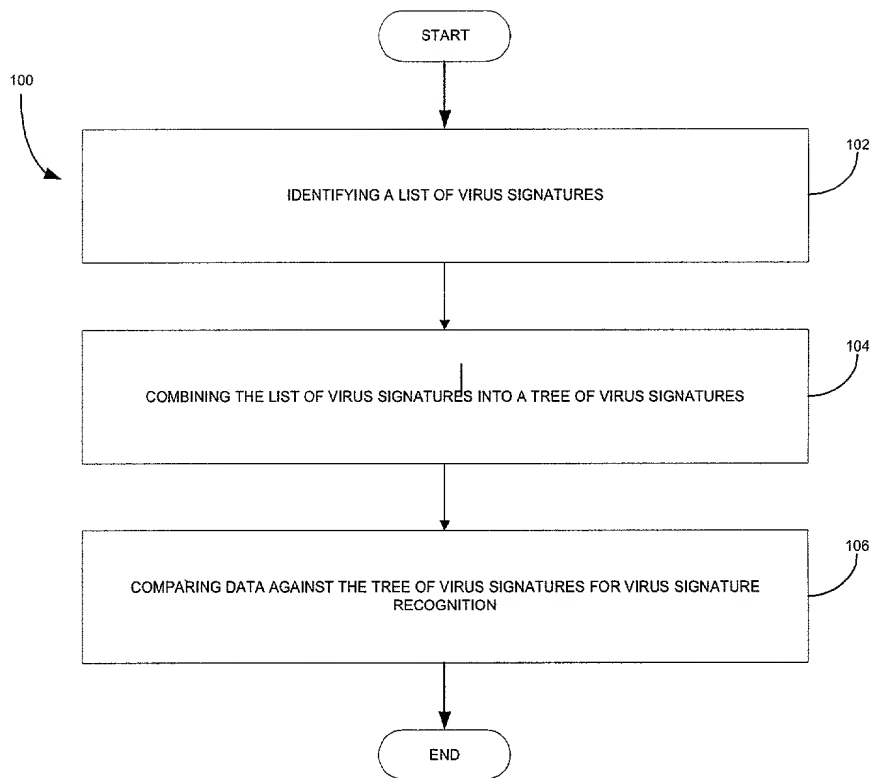 START
100
102
IDENTIFYING A LIST OF VIRUS SIGNATURES
104
COMBINING THE LIST OF VIRUS SIGNATURES INTO A TREE OF VIRUS SIGNATURES
106
COMPARING DATA AGAINST THE TREE OF VIRUS SIGNATURES FOR VIRUS SIGNATURE
RECOGNITION
END